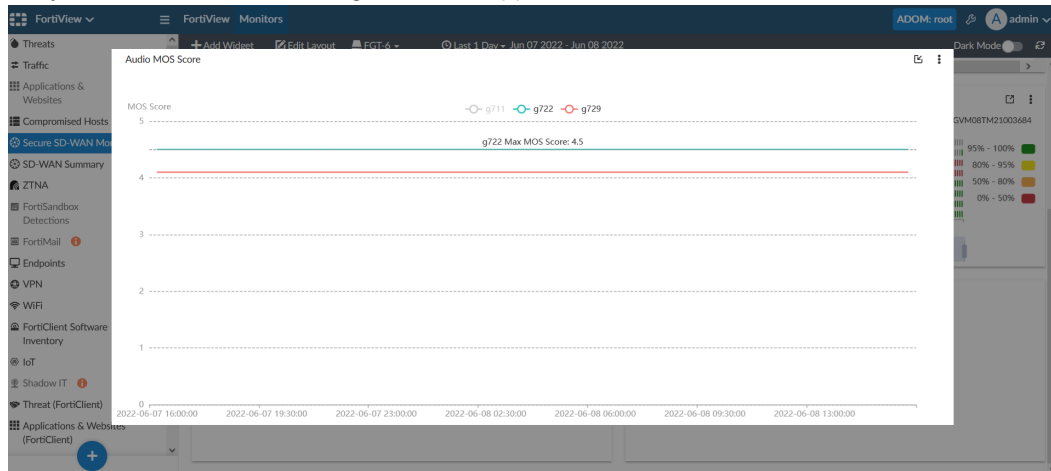 FortiView
FortiView Monitors
ADOM: root
A admin
Threats
Traffic
Applications &
Websites
Compromised Hosts
Secure SD-WAN Mo
SD-WAN Summary
ZTNA
FortiSandbox
Detections
FortiMail
Endpoints
VPN
WiFi
FortiClient Software
Inventory
IoT
Shadow IT
Threat (FortiClient)
Applications & Websites
(FortiClient)
+
+ Add Widget
Edit Layout
FGT-6
Last 1 Day
Jun 07 2022 - Jun 08 2022
Dark Mode
Audio MOS Score
MOS Score
g711
g722
g729
g722 Max MOS Score: 4.5
5
4
3
2
1
0
2022-06-07 16:00:00
2022-06-07 19:30:00
2022-06-07 23:00:00
2022-06-08 02:30:00
2022-06-08 06:00:00
2022-06-08 09:30:00
2022-06-08 13:00:00
GVM08TM21003684
95% - 100%
80% - 95%
50% - 80%
0% - 50%